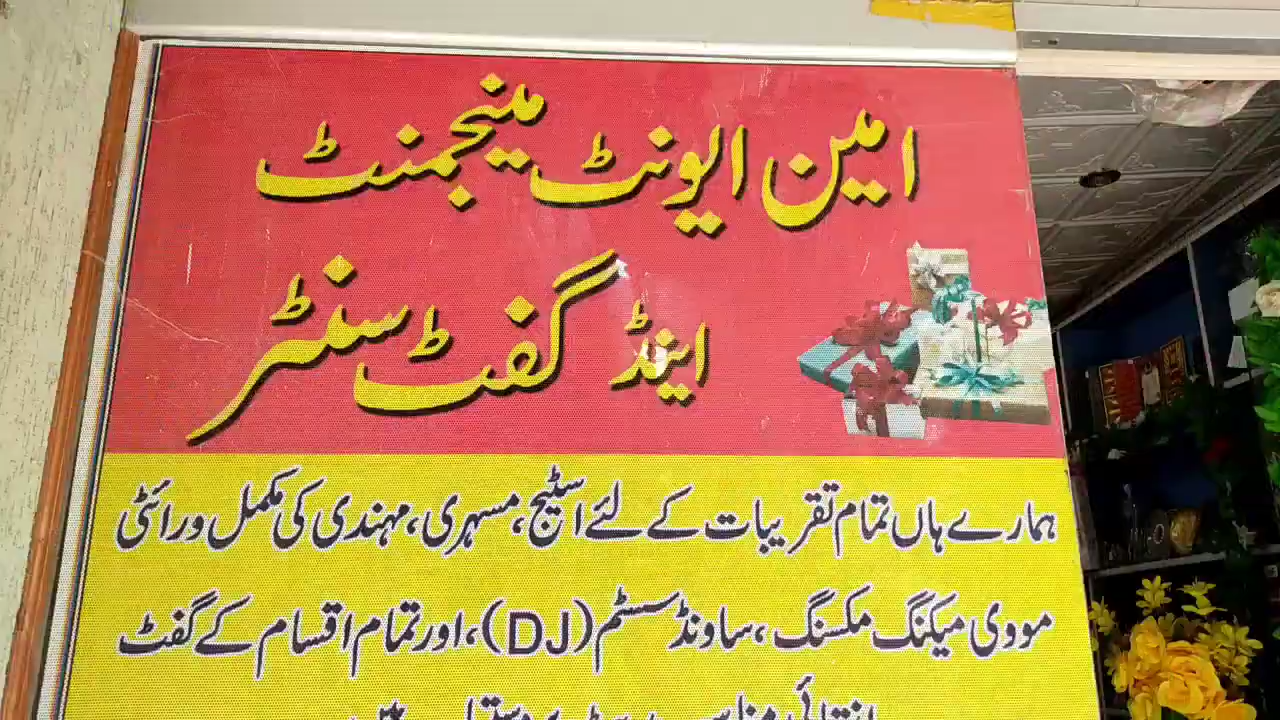 امین ایونٹ مینجمنٹ
اینڈ گفٹ سنٹر
ہمارے ہاں تمام تقریبات کے لئے اسٹیج، مسہری، مہندی کی مکمل ورائٹی
مووی میکنگ مکسنگ، ساونڈ سسٹم (DJ)، اور تمام اقسام کے گفٹ